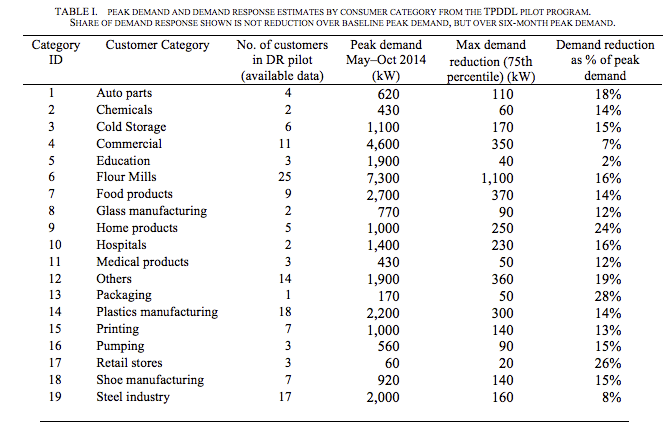 TABLE I. PEAK DEMAND AND DEMAND RESPONSE ESTIMATES BY CONSUMER CATEGORY FROM THE TPDDL PILOT PROGRAM.
SHARE OF DEMAND RESPONSE SHOWN IS NOT REDUCTION OVER BASELINE PEAK DEMAND, BUT OVER SIX-MONTH PEAK DEMAND.
Category Customer Category No. of customers Peak demand Max demand Demand reduction
ID in DR pilot May–Oct 2014 reduction (75th as % of peak
(available data) (kW) percentile) (kW) demand
1 Auto parts 4 620 110 18%
2 Chemicals 2 430 60 14%
3 Cold Storage 6 1,100 170 15%
4 Commercial 11 4,600 350 7%
5 Education 3 1,900 40 2%
6 Flour Mills 25 7,300 1,100 16%
7 Food products 9 2,700 370 14%
8 Glass manufacturing 2 770 90 12%
9 Home products 5 1,000 250 24%
10 Hospitals 2 1,400 230 16%
11 Medical products 3 430 50 12%
12 Others 14 1,900 360 19%
13 Packaging 1 170 50 28%
14 Plastics manufacturing 18 2,200 300 14%
15 Printing 7 1,000 140 13%
16 Pumping 3 560 90 15%
17 Retail stores 3 60 20 26%
18 Shoe manufacturing 7 920 140 15%
19 Steel industry 17 2,000 160 8%